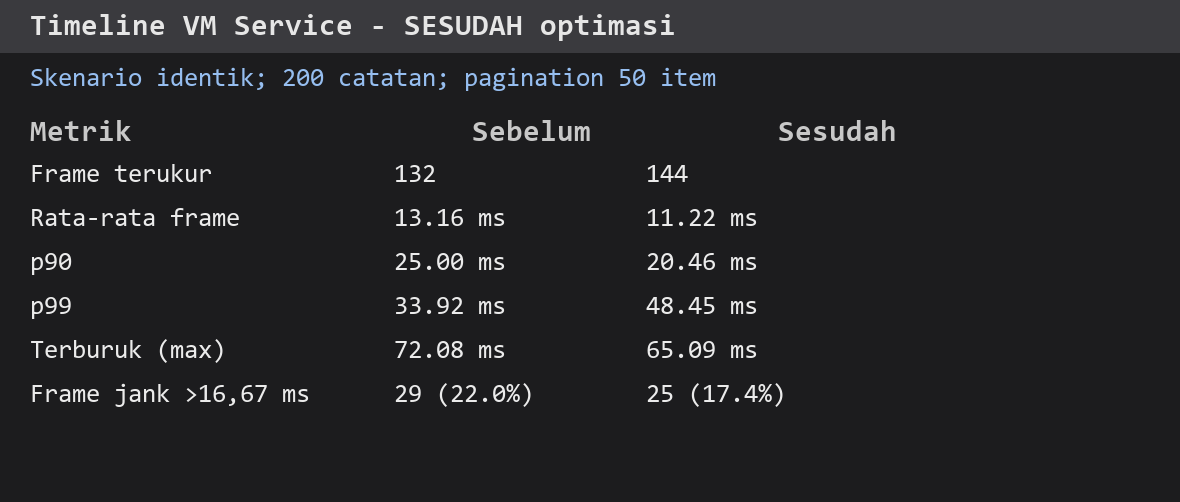 Timeline VM Service - SESUDAH optimasi
Skenario identik; 200 catatan; pagination 50 item
Metrik Sebelum Sesudah
Frame terukur 132 144
Rata-rata frame 13.16 ms 11.22 ms
p90 25.00 ms 20.46 ms
p99 33.92 ms 48.45 ms
Terburuk (max) 72.08 ms 65.09 ms
Frame jank >16,67 ms 29 (22.0%) 25 (17.4%)